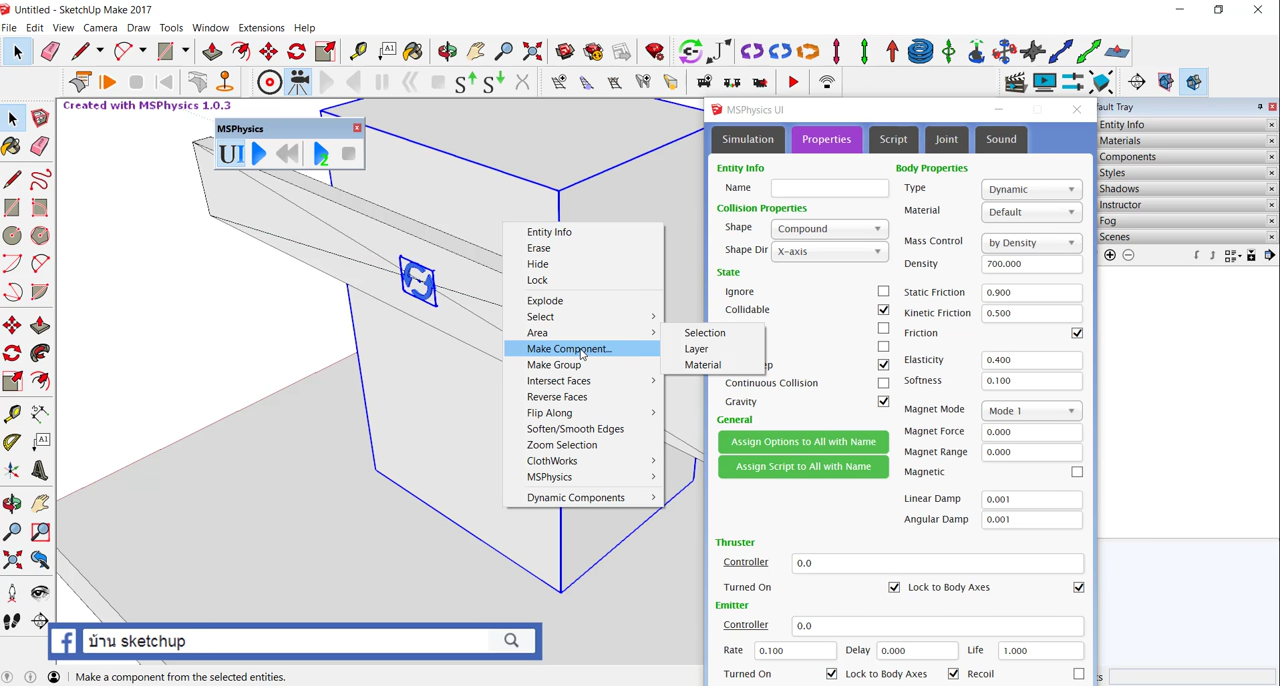 Untitled - SketchUp Make 2017
File Edit View Camera Draw Tools Window Extensions Help
Created with MSPhysics 1.0.3
MSPhysics
UI
2
MSPhysics UI
Simulation Properties Script Joint Sound
Entity Info
Name
Collision Properties
Shape Compound
Shape Dir X-axis
State
Ignore
Collidable
Continuous Collision
Gravity
General
Assign Options to All with Name
Assign Script to All with Name
Body Properties
Type Dynamic
Material Default
Mass Control by Density
Density 700.000
Static Friction 0.900
Kinetic Friction 0.500
Friction
Elasticity 0.400
Softness 0.100
Magnet Mode Mode 1
Magnet Force 0.000
Magnet Range 0.000
Magnetic
Linear Damp 0.001
Angular Damp 0.001
Thruster
Controller 0.0
Turned On Lock to Body Axes
Emitter
Controller 0.0
Rate 0.100 Delay 0.000 Life 1.000
Turned On Lock to Body Axes Recoil
Entity Info
Erase
Hide
Lock
Explode
Select
Area
Make Component...
Make Group
Intersect Faces
Reverse Faces
Flip Along
Soften/Smooth Edges
Zoom Selection
ClothWorks
MSPhysics
Dynamic Components
Selection
Layer
Material
ault Tray
Entity Info
Materials
Components
Styles
Shadows
Instructor
Fog
Scenes
บ้าน sketchup
Make a component from the selected entities.